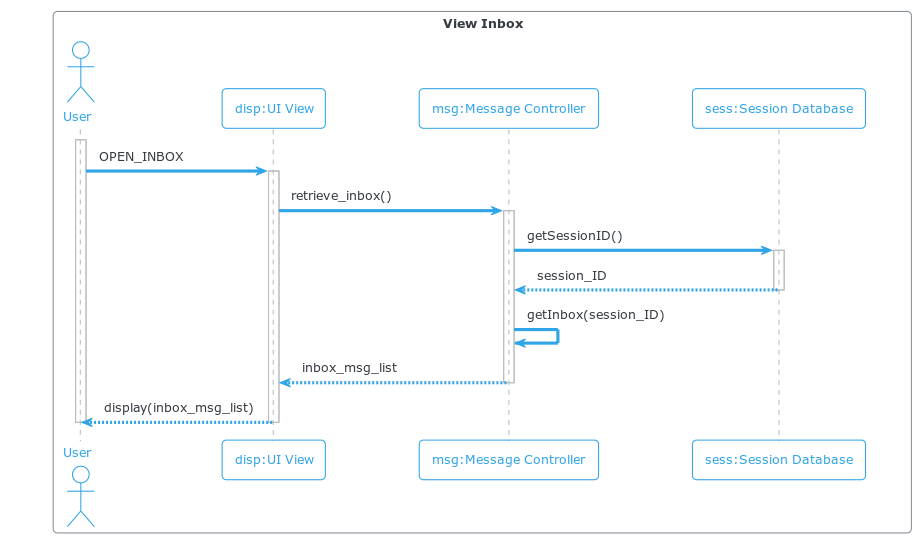 View Inbox
User
disp:UI View
msg:Message Controller
sess:Session Database
OPEN_INBOX
retrieve_inbox()
getSessionID()
session_ID
getInbox(session_ID)
inbox_msg_list
display(inbox_msg_list)
User
disp:UI View
msg:Message Controller
sess:Session Database